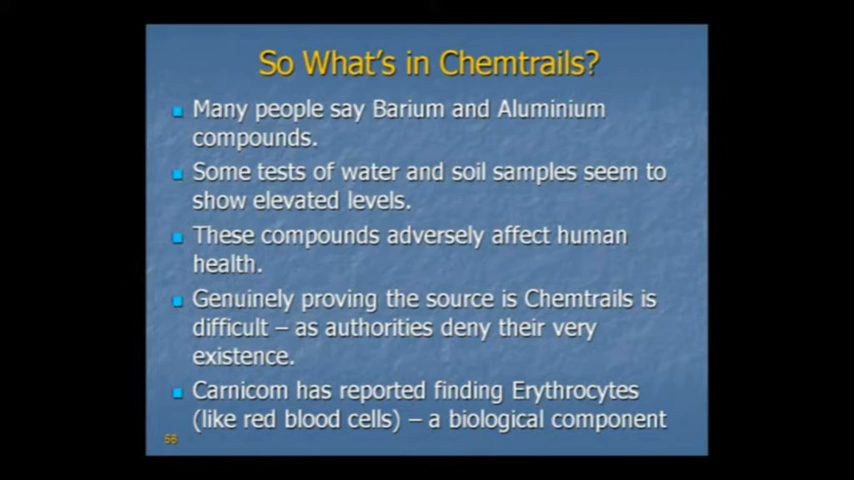 So What's in Chemtrails?
Many people say Barium and Aluminium
compounds.
Some tests of water and soil samples seem to
show elevated levels.
These compounds adversely affect human
health.
Genuinely proving the source is Chemtrails is
difficult – as authorities deny their very
existence.
Carnicom has reported finding Erythrocytes
(like red blood cells) – a biological component
56